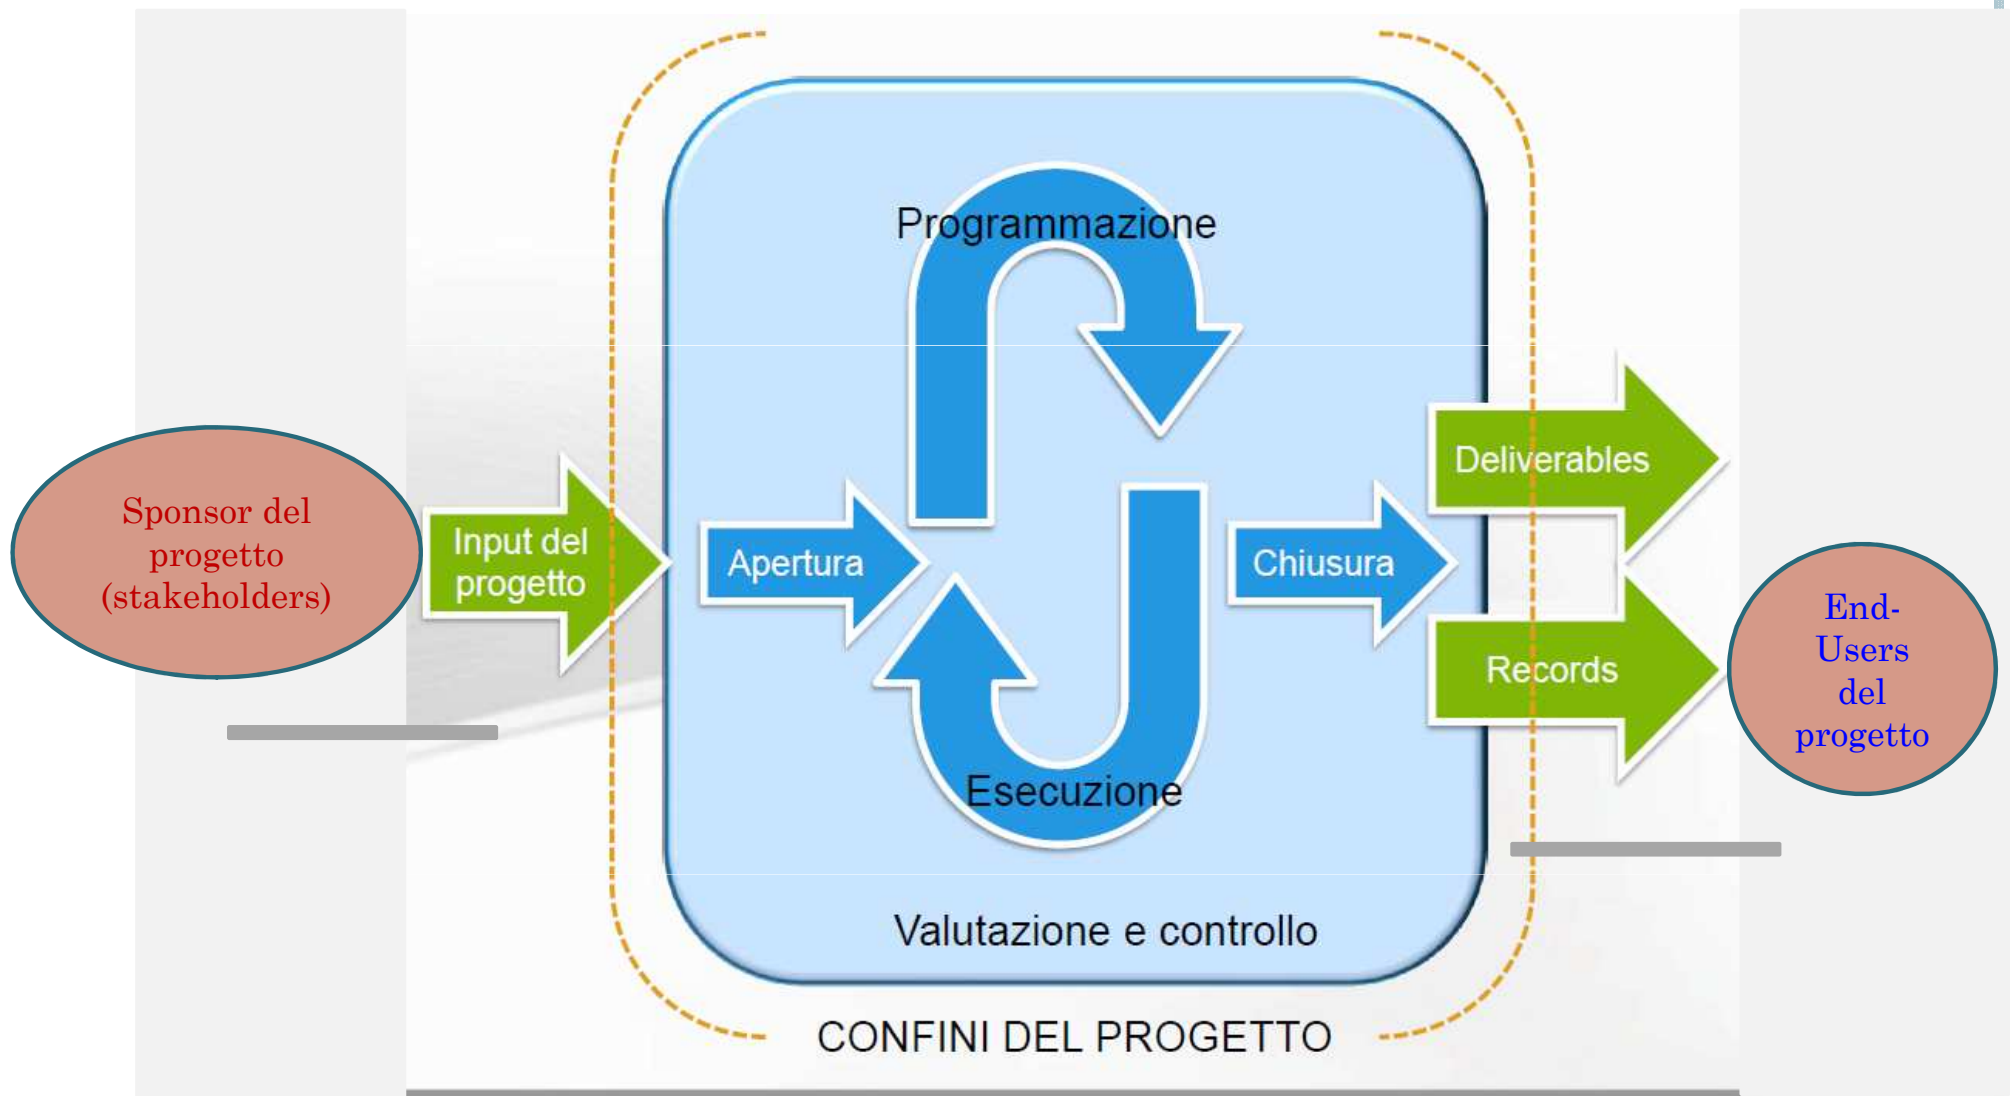 Programmazione
Sponsor del
progetto
(stakeholders)
Input del
progetto
Apertura
Chiusura
Deliverables
Records
End-
Users
del
progetto
Esecuzione
Valutazione e controllo
CONFINI DEL PROGETTO